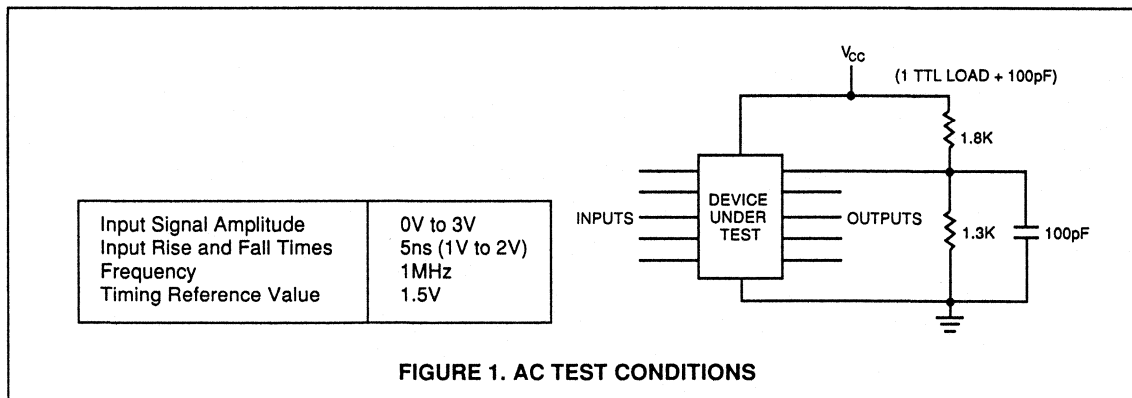 V_CC
(1 TTL LOAD + 100pF)
1.8K
INPUTS
DEVICE
UNDER
TEST
OUTPUTS
1.3K
100pF
Input Signal Amplitude 0V to 3V
Input Rise and Fall Times 5ns (1V to 2V)
Frequency 1MHz
Timing Reference Value 1.5V
FIGURE 1. AC TEST CONDITIONS